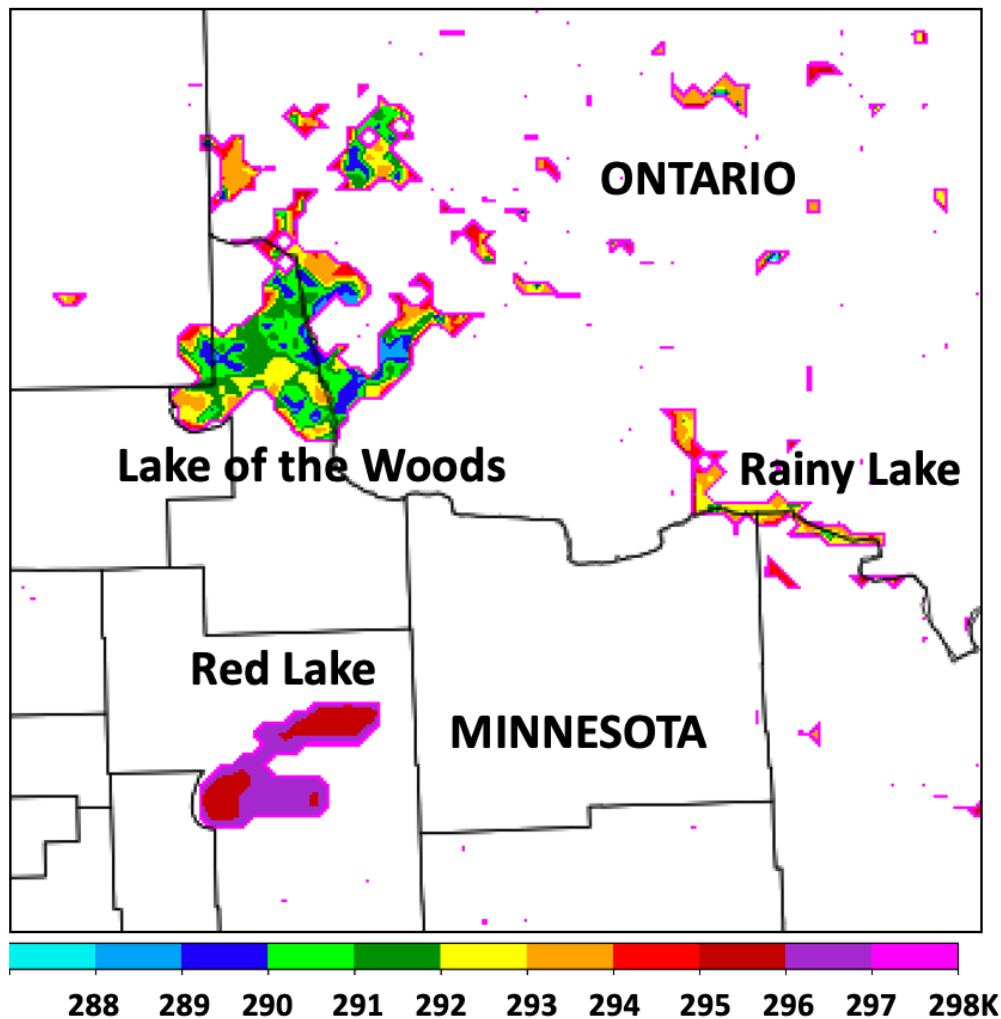 ONTARIO
Lake of the Woods
Rainy Lake
Red Lake
MINNESOTA
288 289 290 291 292 293 294 295 296 297 298K